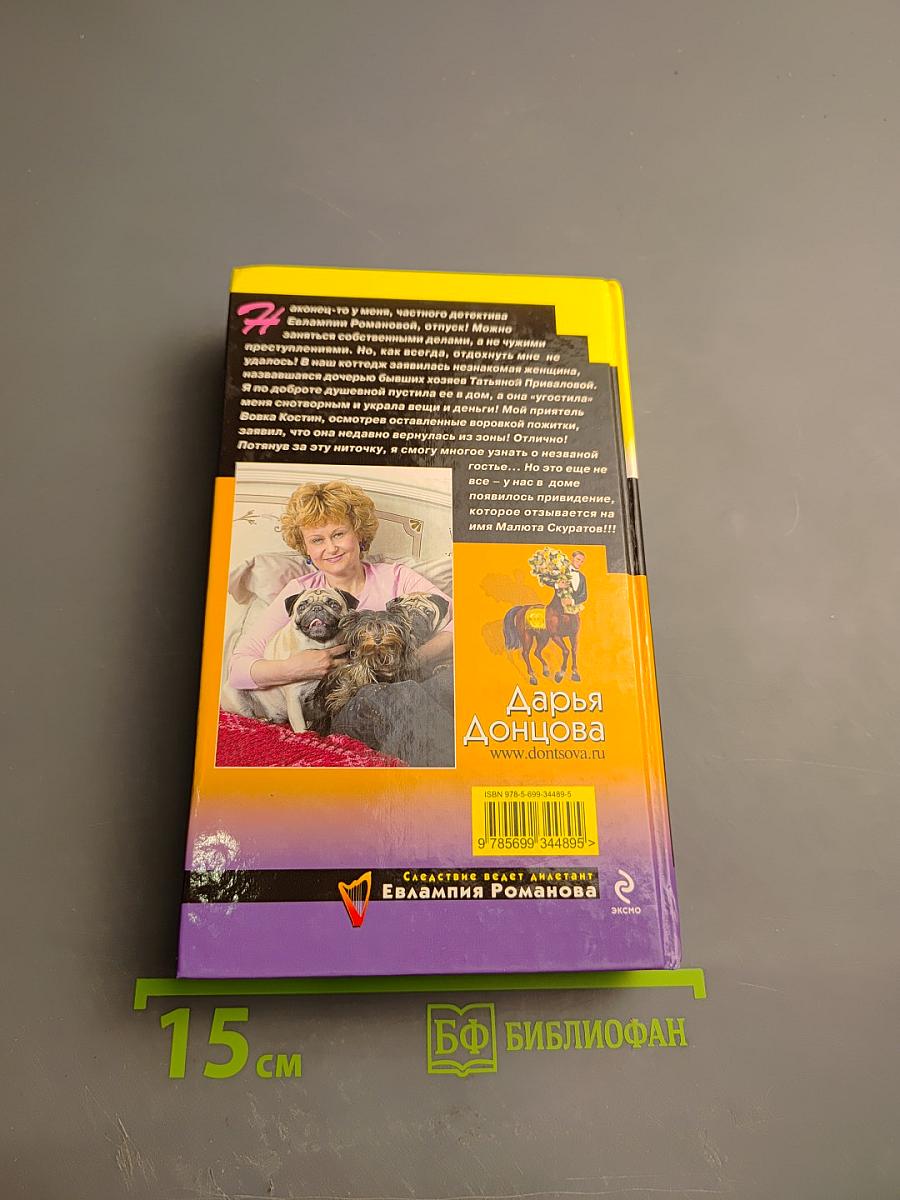 Наконец-то у меня, частного детектива
Евлампии Романовой, отпуск! Можно
заняться собственными делами, а не чужими
преступлениями. Но, как всегда, отдохнуть мне не
удалось! В наш коттедж заявилась незнакомая женщина,
назвавшаяся дочерью бывших хозяев Татьяной Приваловой.
Я по доброте душевной пустила ее в дом, а она «угостила»
меня снотворным и украла вещи и деньги! Мой приятель
Вовка Костин, осмотрев оставленные воровкой пожитки,
заявил, что она недавно вернулась из зоны! Отлично!
Потянув за эту ниточку, я смогу многое узнать о незваной
гостье... Но это еще не
все – у нас в доме
появилось привидение,
которое отзывается на
имя Малюта Скуратов!!!
Дарья
Донцова
www.dontsova.ru
ISBN 978-5-699-34489-5
9 785699 344895 >
Следствие ведет дилетант
Евлампия Романова
ЭКСМО
15 см
БФ БИБЛИОФАН